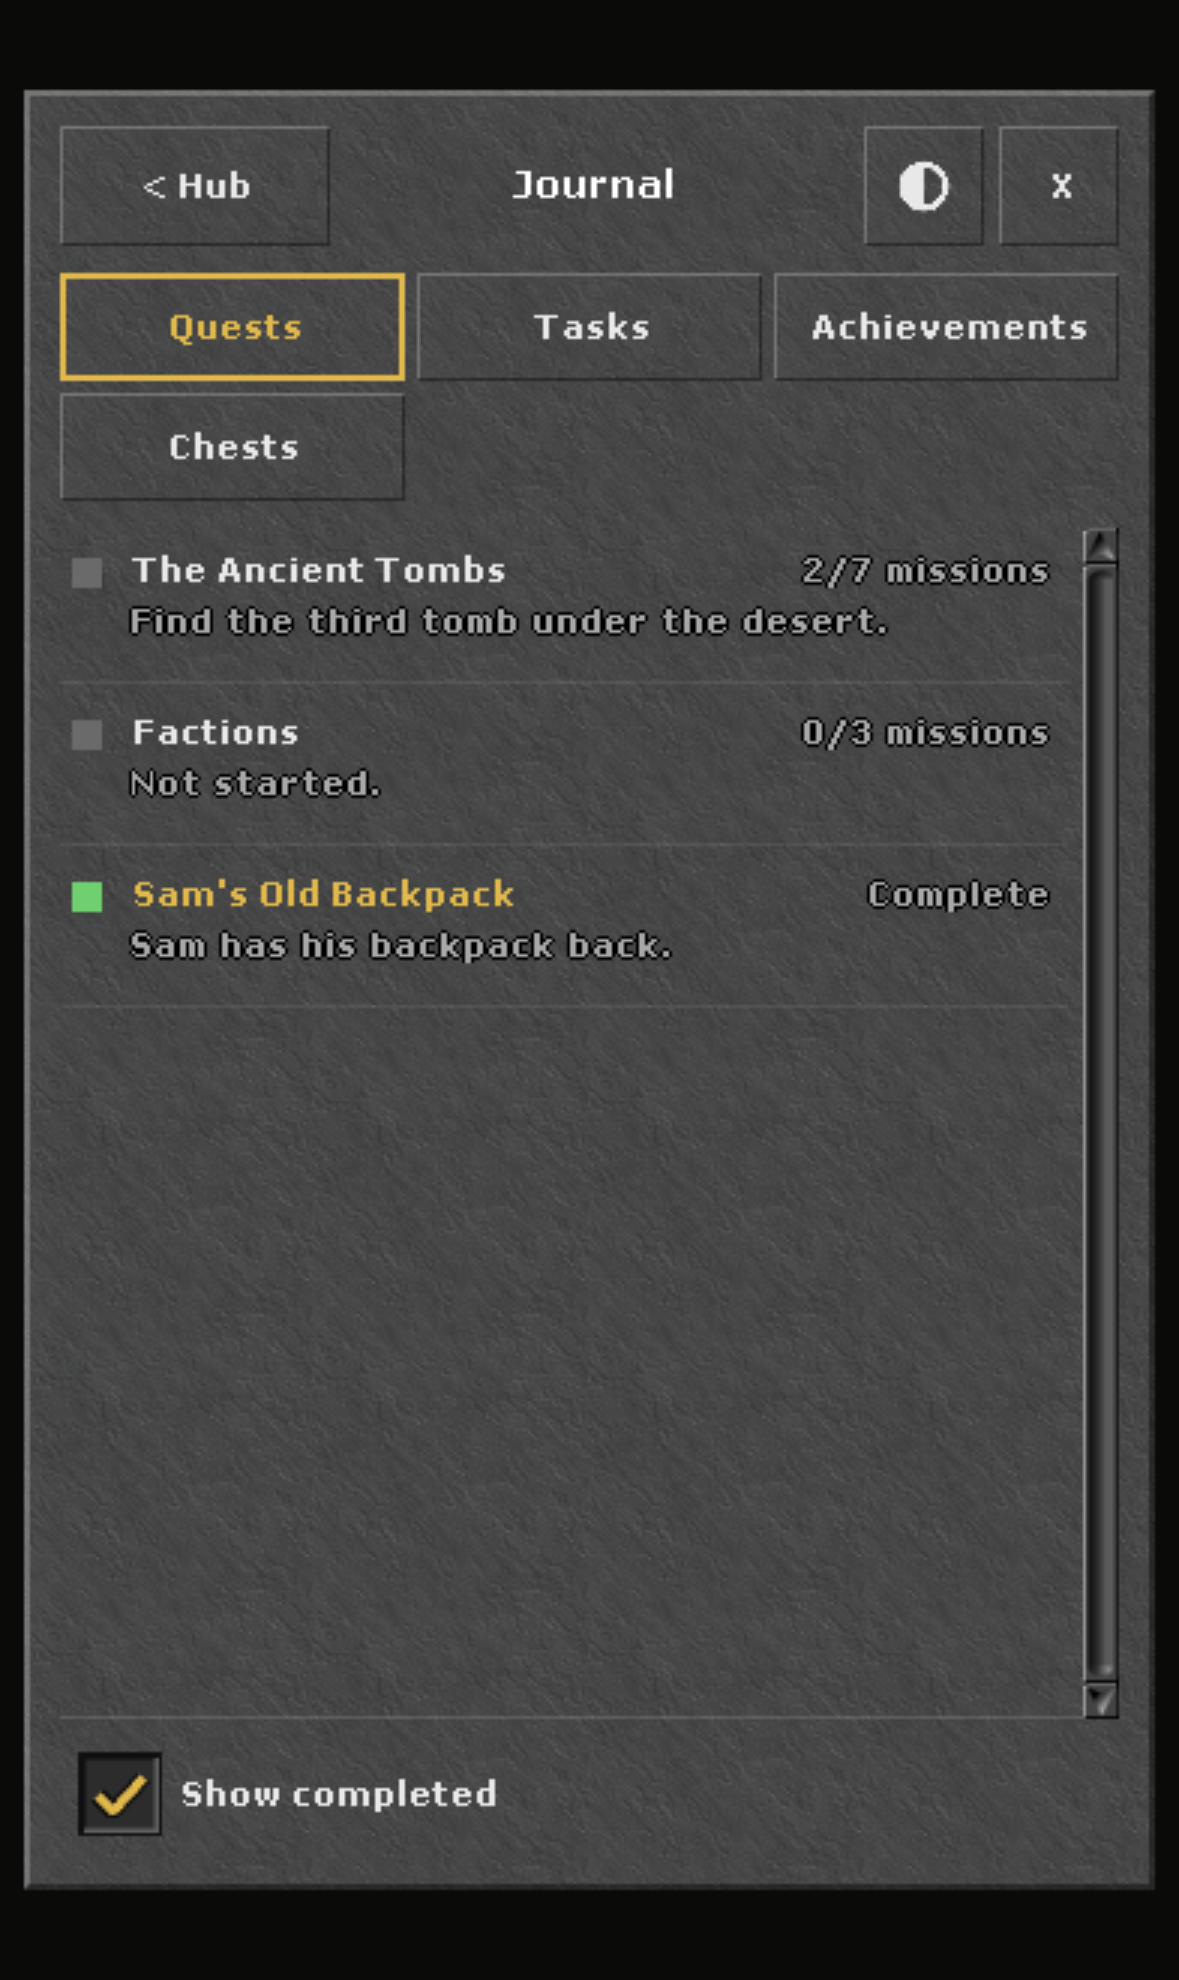 < Hub
Journal
X
Quests
Tasks
Achievements
Chests
The Ancient Tombs
2/7 missions
Find the third tomb under the desert.
Factions
0/3 missions
Not started.
Sam's Old Backpack
Complete
Sam has his backpack back.
Show completed